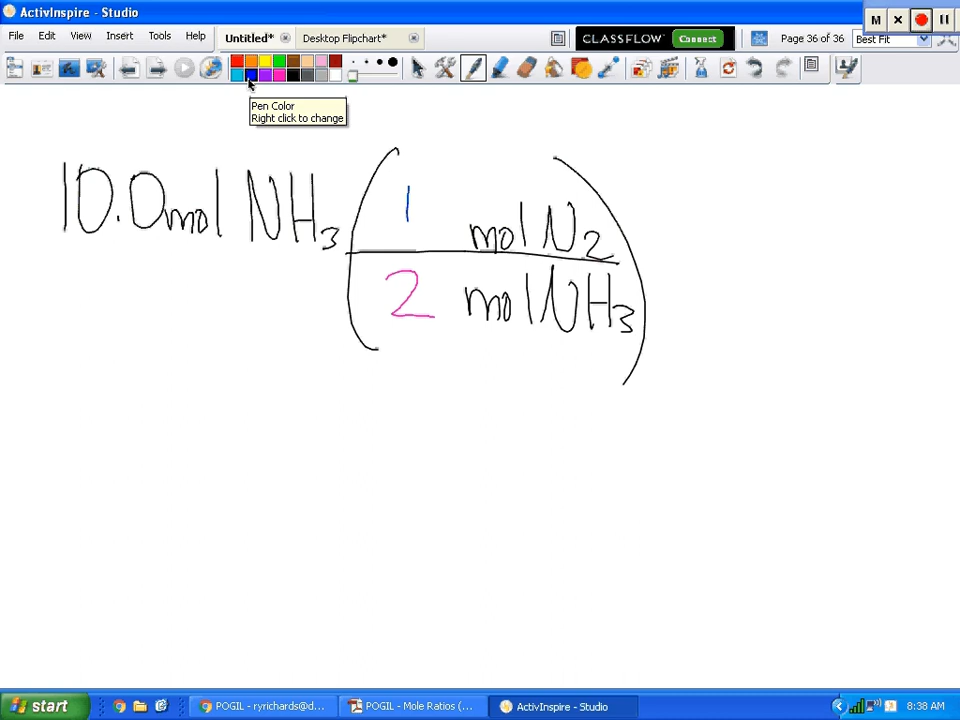 ActivInspire - Studio
File Edit View Insert Tools Help Untitled* Desktop Flipchart* CLASSFLOW Connect Page 36 of 36 Best Fit
M
Pen Color
Right click to change
10.0 mol NH3 ( 1 mol N2
2 mol NH3 )
start POGIL - ryrichards@d... POGIL - Mole Ratios (... ActivInspire - Studio 8:38 AM